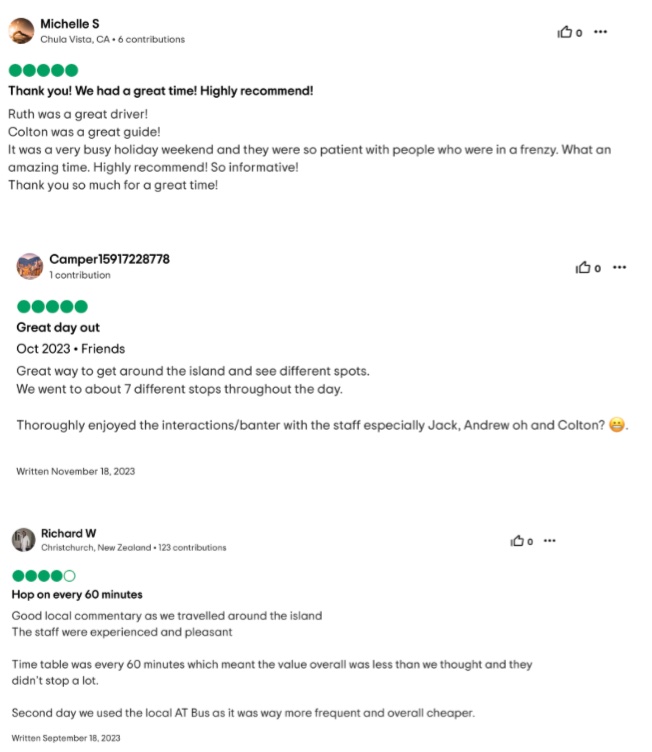 Michelle S
Chula Vista, CA • 6 contributions
0
Thank you! We had a great time! Highly recommend!
Ruth was a great driver!
Colton was a great guide!
It was a very busy holiday weekend and they were so patient with people who were in a frenzy. What an
amazing time. Highly recommend! So informative!
Thank you so much for a great time!
Camper15917228778
1 contribution
0
Great day out
Oct 2023 • Friends
Great way to get around the island and see different spots.
We went to about 7 different stops throughout the day.
Thoroughly enjoyed the interactions/banter with the staff especially Jack, Andrew oh and Colton? 😁.
Written November 18, 2023
Richard W
Christchurch, New Zealand • 123 contributions
0
Hop on every 60 minutes
Good local commentary as we travelled around the island
The staff were experienced and pleasant
Time table was every 60 minutes which meant the value overall was less than we thought and they
didn't stop a lot.
Second day we used the local AT Bus as it was way more frequent and overall cheaper.
Written September 18, 2023